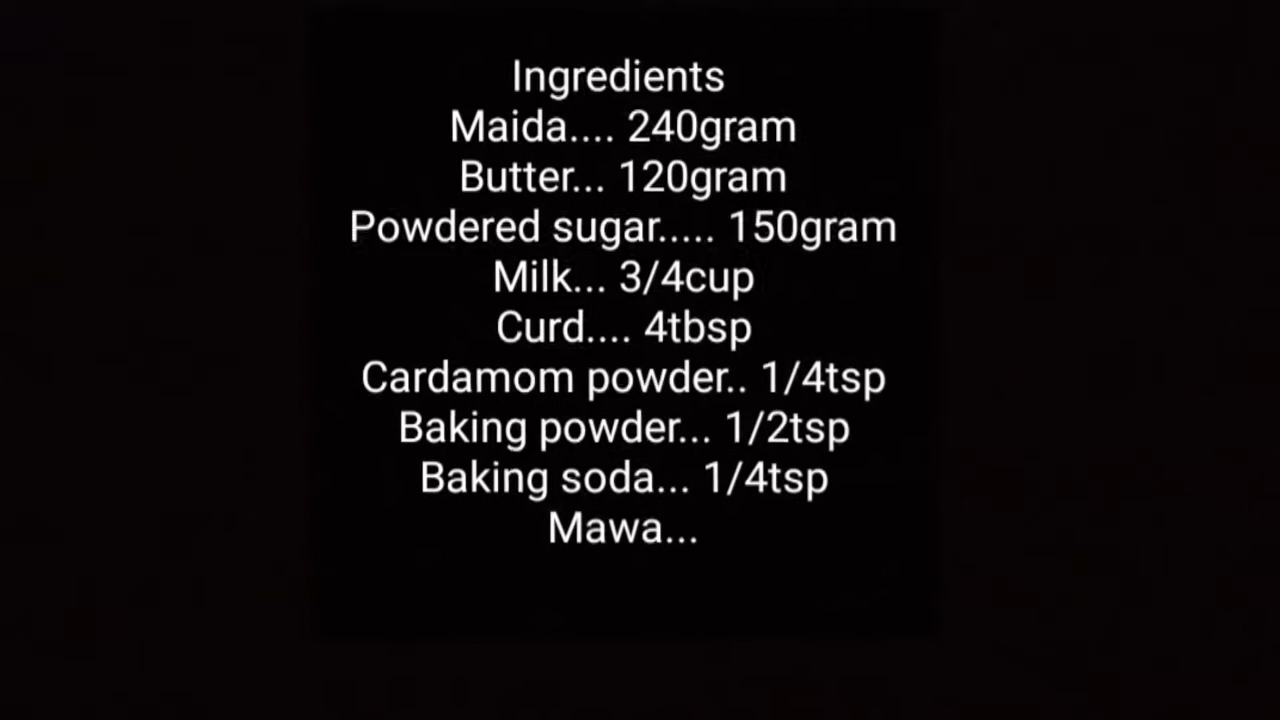 Ingredients
Maida.... 240gram
Butter... 120gram
Powdered sugar..... 150gram
Milk... 3/4cup
Curd.... 4tbsp
Cardamom powder.. 1/4tsp
Baking powder... 1/2tsp
Baking soda... 1/4tsp
Mawa...